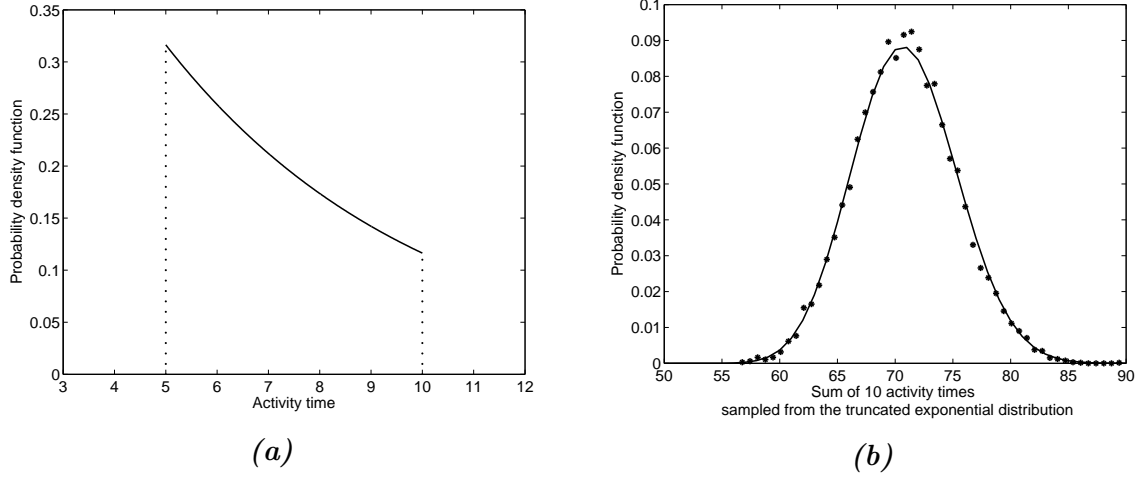 0.35
0.3
0.25
0.2
0.15
0.1
0.05
0
Probability density function
3 4 5 6 7 8 9 10 11 12
Activity time
(a)
0.1
0.09
0.08
0.07
0.06
0.05
0.04
0.03
0.02
0.01
0
Probability density function
50 55 60 65 70 75 80 85 90
Sum of 10 activity times
sampled from the truncated exponential distribution
(b)